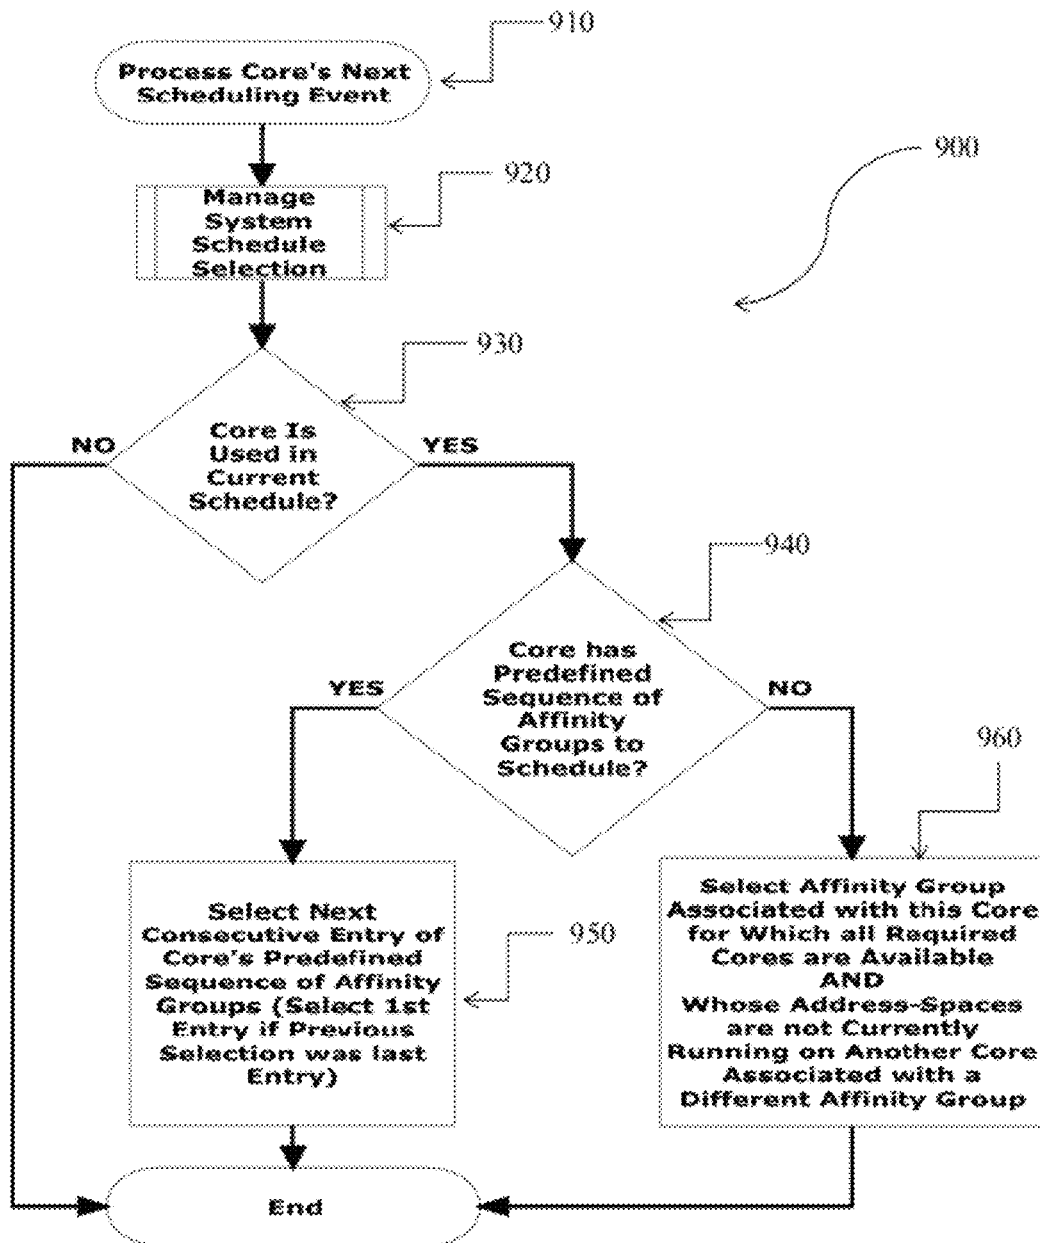 910
Process Core's Next
Scheduling Event
900
920
Manage
System
Schedule
Selection
930
NO
Core Is
Used in
Current
Schedule?
YES
940
YES
Core has
Predefined
Sequence of
Affinity
Groups to
Schedule?
NO
960
Select Next
Consecutive Entry of
Core's Predefined
Sequence of Affinity
Groups (Select 1st
Entry if Previous
Selection was last
Entry)
950
Select Affinity Group
Associated with this Core
for Which all Required
Cores are Available
AND
Whose Address-Spaces
are not Currently
Running on Another Core
Associated with a
Different Affinity Group
End